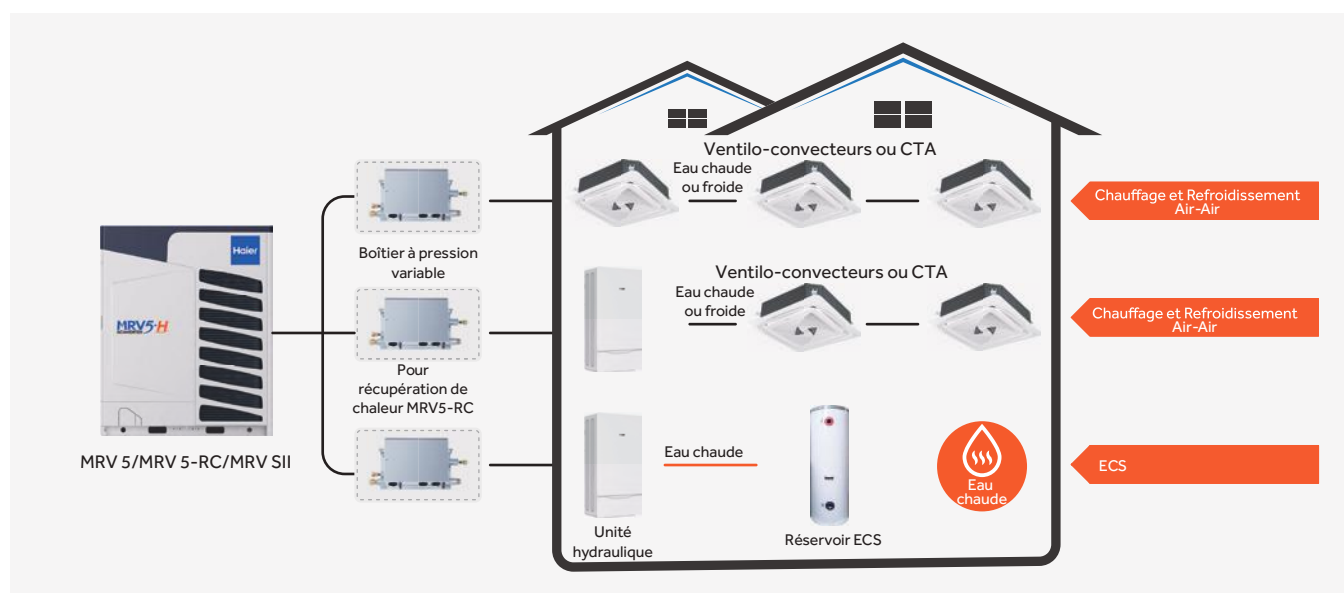 Ventilo-convecteurs ou CTA
Eau chaude
ou froide
Chauffage et Refroidissement
Air-Air
Haier
MRV5-H
Boîtier à pression
variable
Ventilo-convecteurs ou CTA
Eau chaude
ou froide
Chauffage et Refroidissement
Air-Air
Pour
récupération de
chaleur MRV5-RC
MRV 5/MRV 5-RC/MRV SII
Eau chaude
Eau
chaude
ECS
Unité
hydraulique
Réservoir ECS